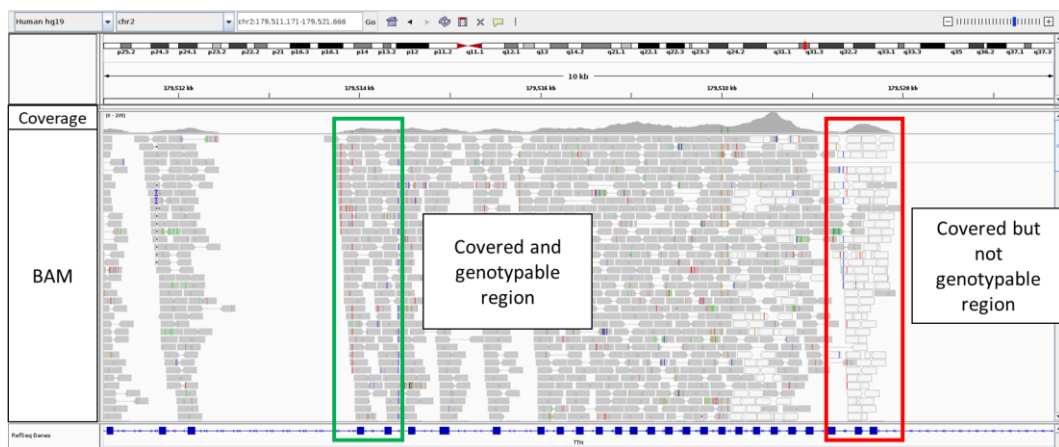 Human hg19 chr2 chr2:179.511.171-179.521.666 Go
p25.2 p24.3 p24.1 p23.2 p22.2 p21 p16.3 p16.1 p14 p13.2 p12 p11.2 q11.1 q12.1 q13 q14.2 q21.1 q22.1 q22.3 q23.3 q24.2 q31.1 q31.1 q32.1 q32.3 q33.1 q33.3 q35 q36.2 q37.1 q37.3
10 kb
179.512 kb 179.514 kb 179.516 kb 179.518 kb 179.520 kb
Coverage
[0 - 205]
BAM
Covered and
genotypable
region
Covered but
not
genotypable
region
RefSeq Genes
TTN